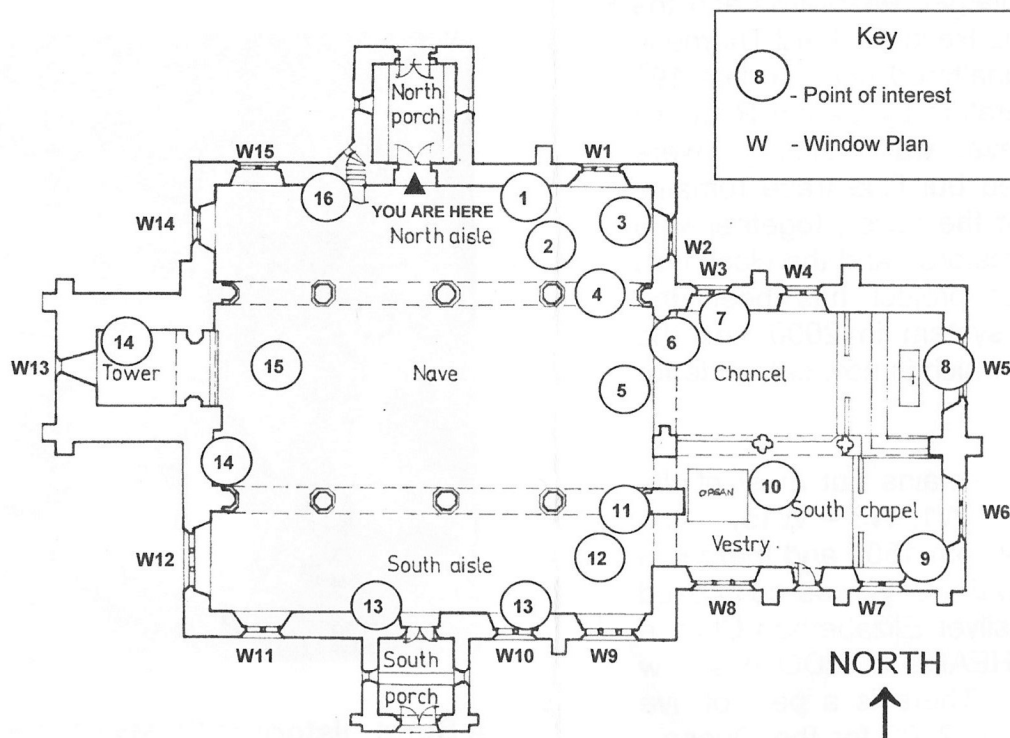 Key
8
- Point of interest
W - Window Plan
North
porch
W15
W1
16
YOU ARE HERE
1
3
W14
North aisle
2
W2
W3
W4
4
7
6
14
W13
Tower
15
Nave
5
Chancel
8
W5
14
ORGAN
10
11
South chapel
W6
W12
South aisle
12
Vestry
9
13
13
W8
W7
W11
W10
W9
South
porch
NORTH